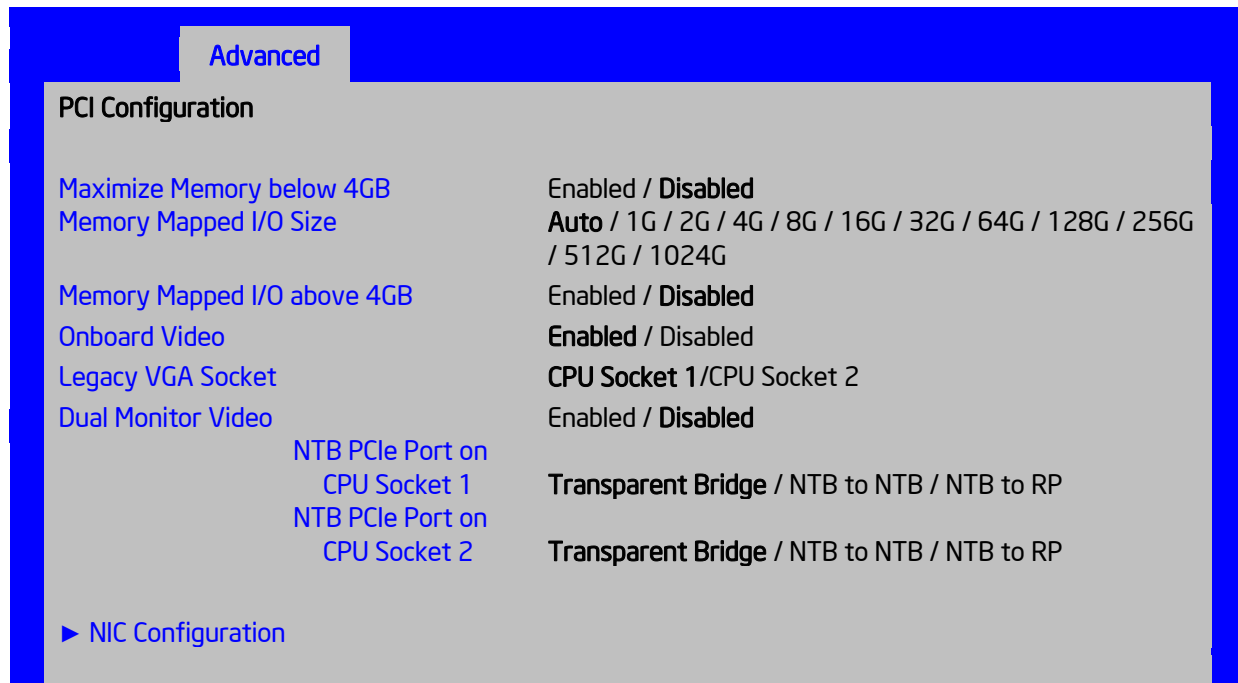 Advanced
PCI Configuration
Maximize Memory below 4GB Enabled / Disabled
Memory Mapped I/O Size Auto / 1G / 2G / 4G / 8G / 16G / 32G / 64G / 128G / 256G
/ 512G / 1024G
Memory Mapped I/O above 4GB Enabled / Disabled
Onboard Video Enabled / Disabled
Legacy VGA Socket CPU Socket 1/CPU Socket 2
Dual Monitor Video Enabled / Disabled
NTB PCIe Port on
CPU Socket 1 Transparent Bridge / NTB to NTB / NTB to RP
NTB PCIe Port on
CPU Socket 2 Transparent Bridge / NTB to NTB / NTB to RP
► NIC Configuration